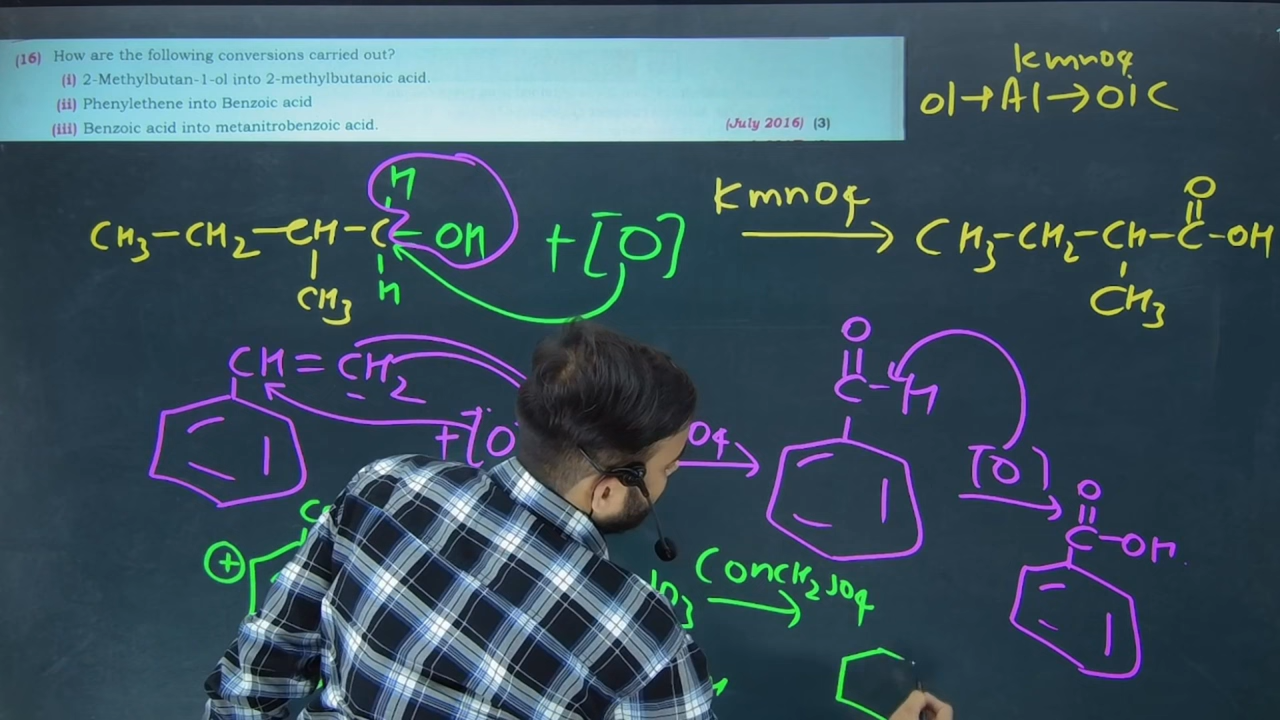 (16) How are the following conversions carried out?
(i) 2-Methylbutan-1-ol into 2-methylbutanoic acid.
(ii) Phenylethene into Benzoic acid
(iii) Benzoic acid into metanitrobenzoic acid.
(July 2016) (3)
KmnO4
ol→Al→oic
H
CH3-CH2-CH-C-OH + [O]
CH3 H
KmnO4
O
CH3-CH2-CH-C-OH
CH3
CH=CH2
+[O
O4
O
C-H
[O]
O
C-OH
ConcH2SO4